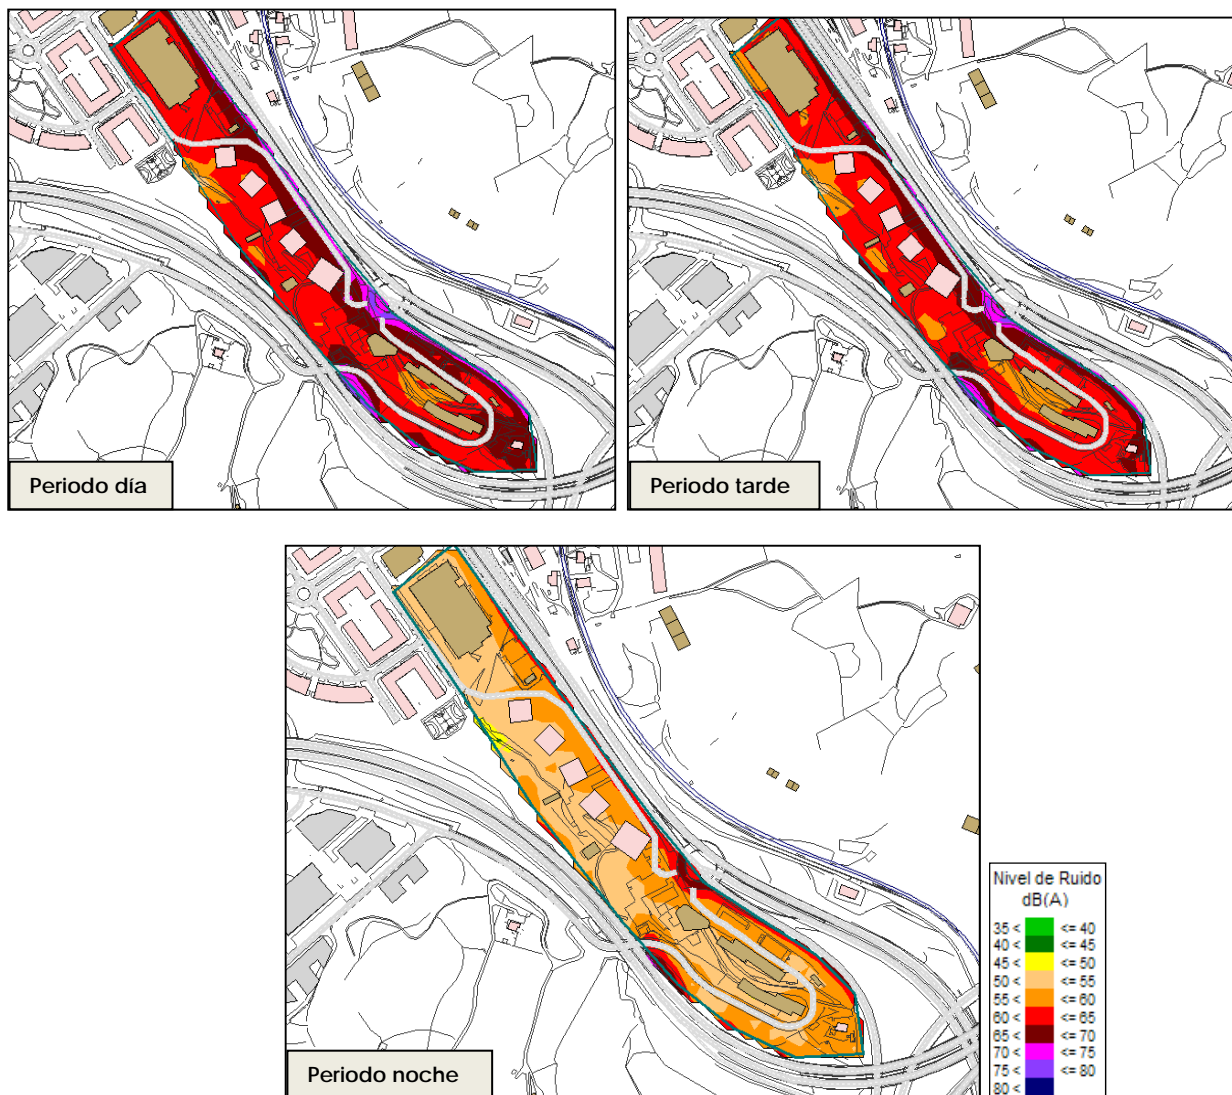 Periodo día
Periodo tarde
Periodo noche
Nivel de Ruido
dB(A)
35 < <= 40
40 < <= 45
45 < <= 50
50 < <= 55
55 < <= 60
60 < <= 65
65 < <= 70
70 < <= 75
75 < <= 80
80 <